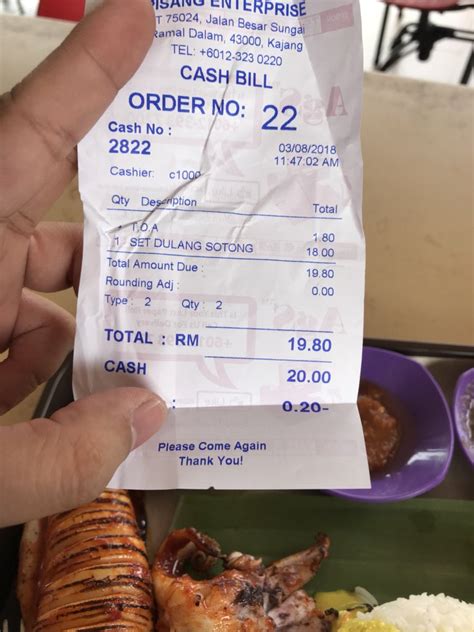 PISANG ENTERPRISE
T 75024, Jalan Besar Sungai
Ramal Dalam, 43000, Kajang
TEL: +6012-323 0220
CASH BILL
ORDER NO: 22
Cash No :
2822
03/08/2018
11:47:02 AM
Cashier: c1000
Qty Description Total
T.O.A 1.80
1 SET DULANG SOTONG 18.00
Total Amount Due : 19.80
Rounding Adj : 0.00
Type : 2 Qty : 2
TOTAL : RM 19.80
CASH 20.00
: 0.20-
Please Come Again
Thank You!